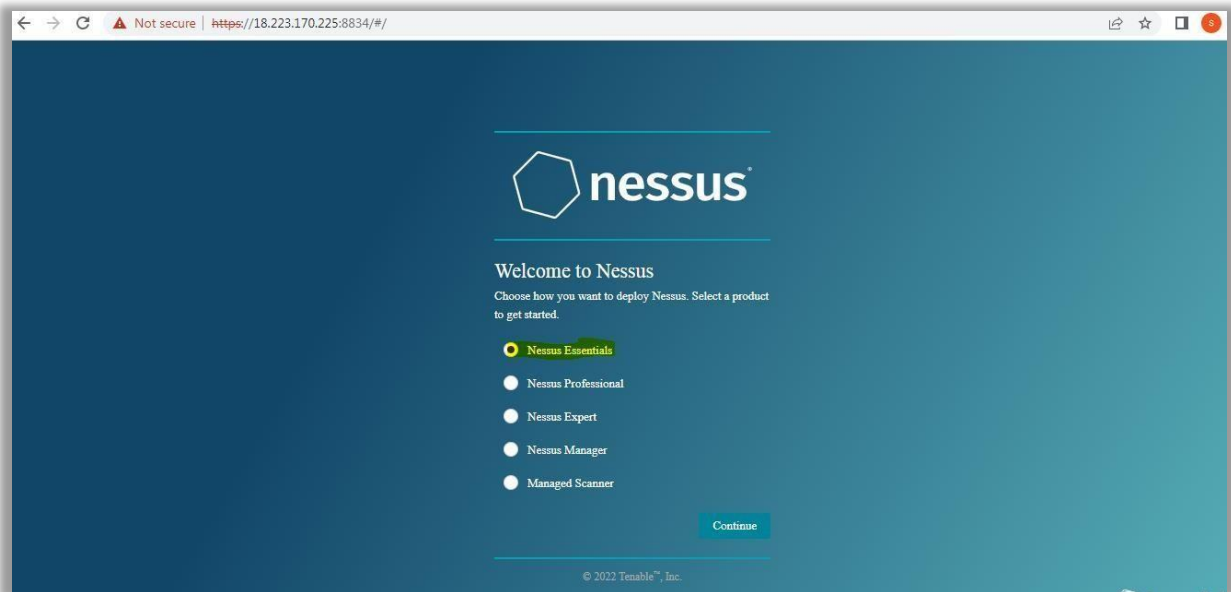 Not secure | https://18.223.170.225:8834/#/
S
nessus®
Welcome to Nessus
Choose how you want to deploy Nessus. Select a product
to get started.
Nessus Essentials
Nessus Professional
Nessus Expert
Nessus Manager
Managed Scanner
Continue
© 2022 Tenable™, Inc.